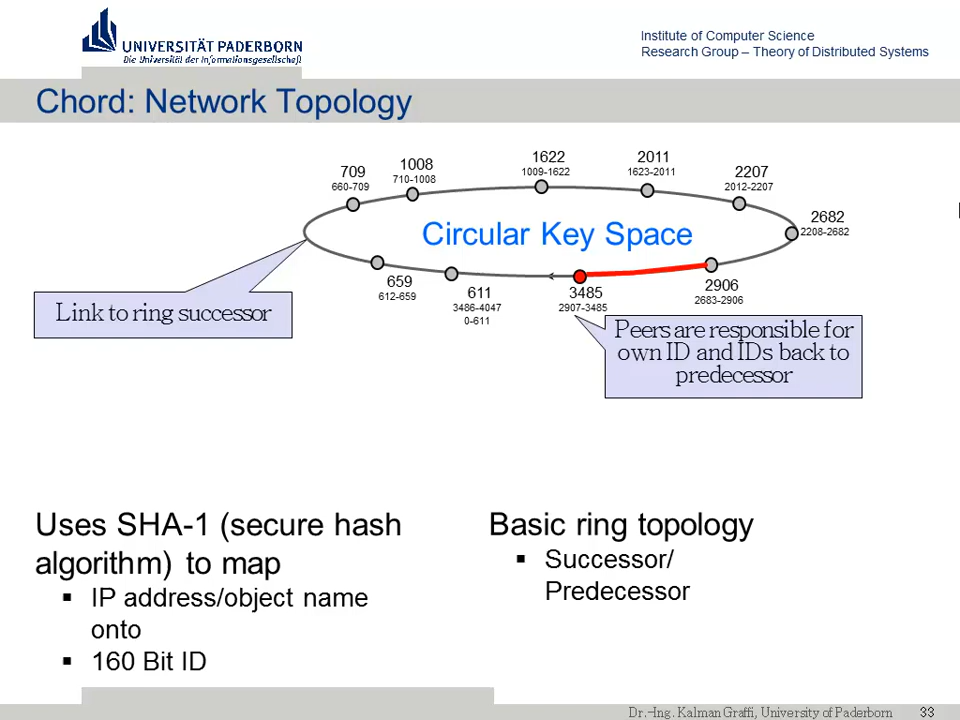 UNIVERSITÄT PADERBORN
Die Universität der Informationsgesellschaft
Institute of Computer Science
Research Group – Theory of Distributed Systems
Chord: Network Topology
709
660-709
1008
710-1008
1622
1009-1622
2011
1623-2011
2207
2012-2207
2682
2208-2682
Circular Key Space
659
612-659
611
3486-4047
0-611
3485
2907-3485
2906
2683-2906
Link to ring successor
Peers are responsible for
own ID and IDs back to
predecessor
Uses SHA-1 (secure hash
algorithm) to map
▪ IP address/object name
onto
▪ 160 Bit ID
Basic ring topology
▪ Successor/
Predecessor
Dr.-Ing. Kalman Graffi, University of Paderborn
33